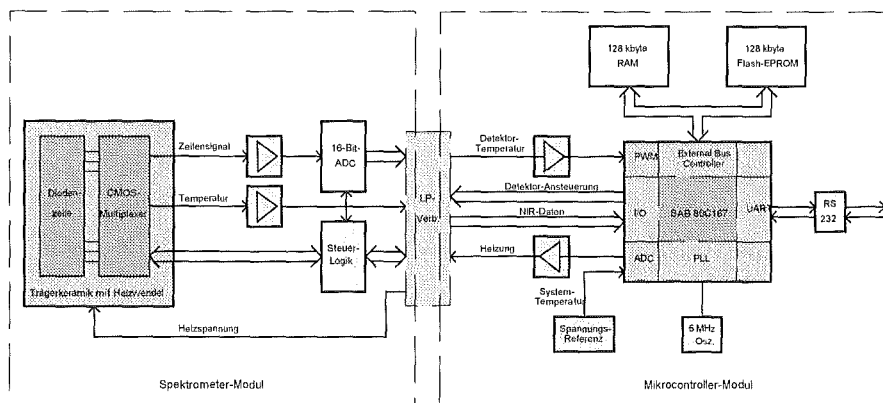 128 kbyte
RAM
128 kbyte
Flash-EPROM
Zeilensignal
16-Bit-
ADC
Detektor-
Temperatur
PWM
External Bus
Controller
Dioden-
zeile
CMOS-
Multiplexer
Temperatur
LP-
Verb.
Detektor-Ansteuerung
I/O
SAB 80C167
UART
RS
232
NIR-Daten
Steuer-
Logik
Heizung
ADC
PLL
Trägerkeramik mit Heizwendel
System-
Temperatur
Heizspannung
Spannungs-
Referenz
6 MHz
-Osz.
Spektrometer-Modul
Mikrocontroller-Modul